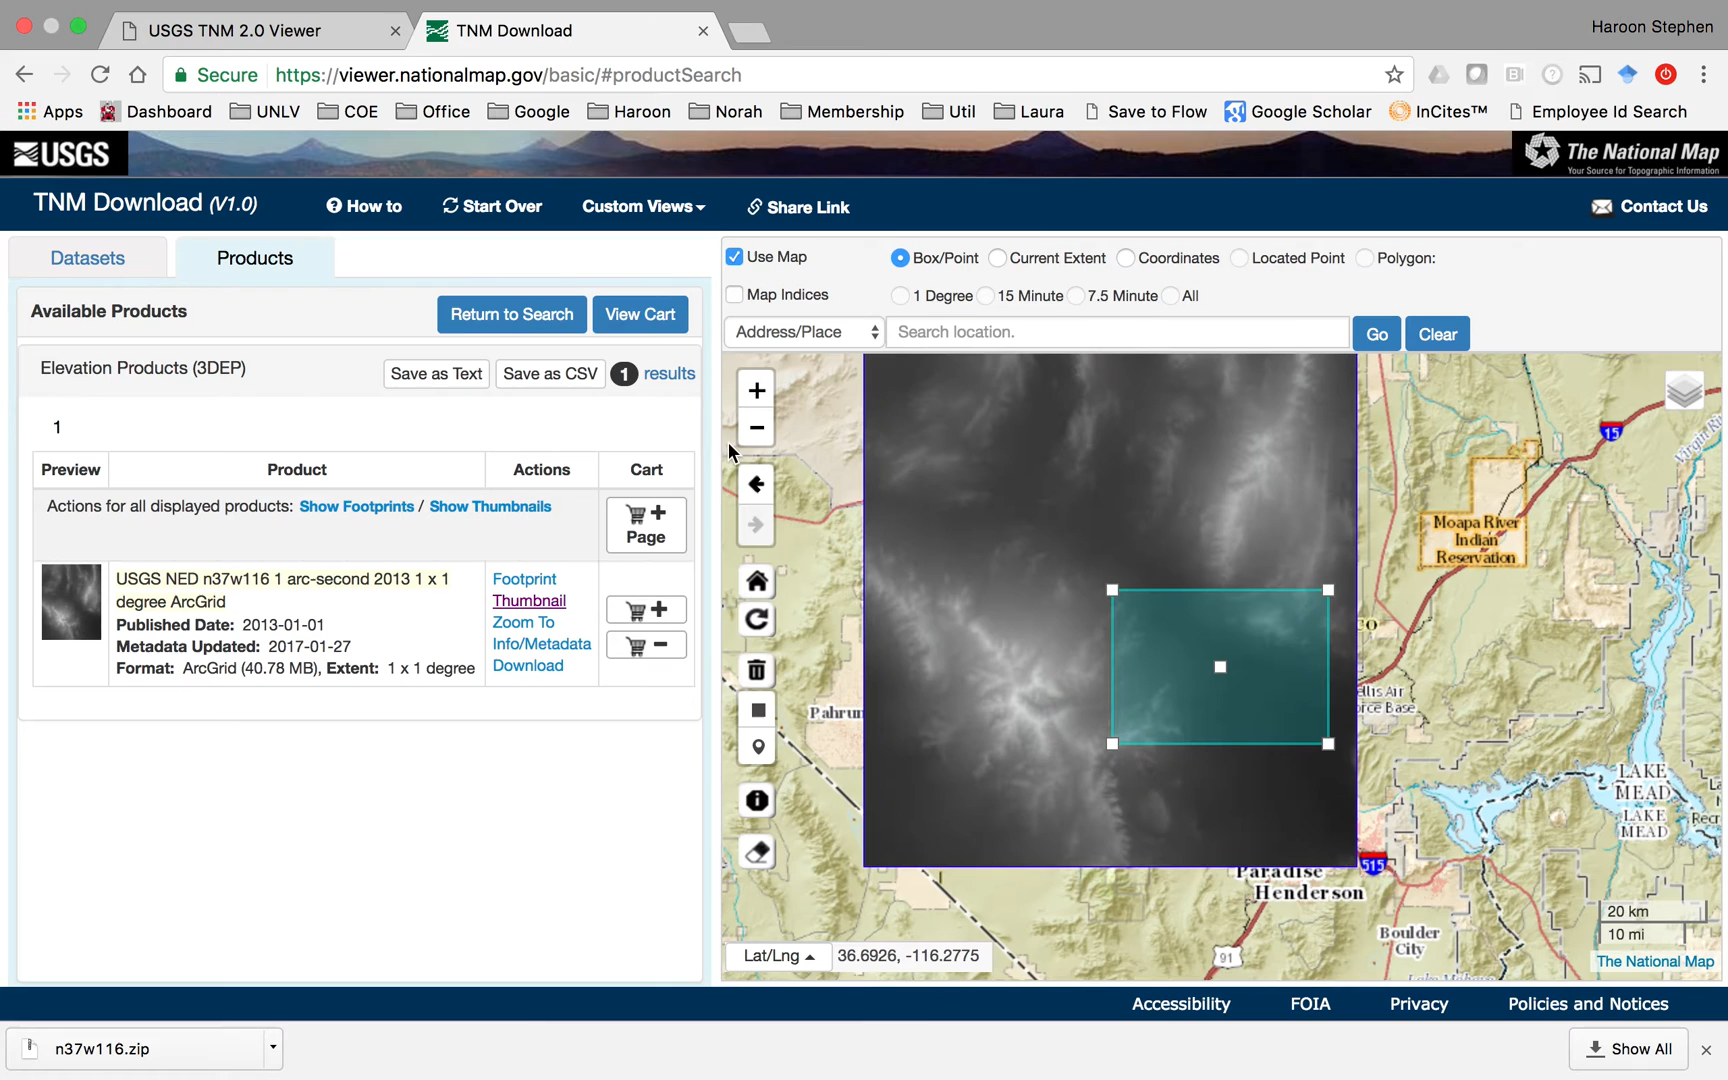 USGS TNM 2.0 Viewer
TNM Download
Haroon Stephen
Secure https://viewer.nationalmap.gov/basic/#productSearch
Apps Dashboard UNLV COE Office Google Haroon Norah Membership Util Laura Save to Flow Google Scholar InCites™ Employee Id Search
USGS
The National Map
Your Source for Topographic Information
TNM Download (V1.0) How to Start Over Custom Views Share Link Contact Us
Datasets Products
Use Map Box/Point Current Extent Coordinates Located Point Polygon:
Map Indices 1 Degree 15 Minute 7.5 Minute All
Address/Place Search location. Go Clear
Available Products Return to Search View Cart
Elevation Products (3DEP) Save as Text Save as CSV 1 results
1
Preview Product Actions Cart
Actions for all displayed products: Show Footprints / Show Thumbnails
+ Page
USGS NED n37w116 1 arc-second 2013 1 x 1 degree ArcGrid
Published Date: 2013-01-01
Metadata Updated: 2017-01-27
Format: ArcGrid (40.78 MB), Extent: 1 x 1 degree
Footprint
Thumbnail
Zoom To
Info/Metadata
Download
+
−
15
Virgin
Moapa River
Indian
Reservation
Pahrum
515
LAKE
MEAD
LAKE
MEAD
Paradise
Henderson
Boulder
City
91
20 km
10 mi
Lat/Lng 36.6926, -116.2775
The National Map
Accessibility FOIA Privacy Policies and Notices
n37w116.zip
Show All